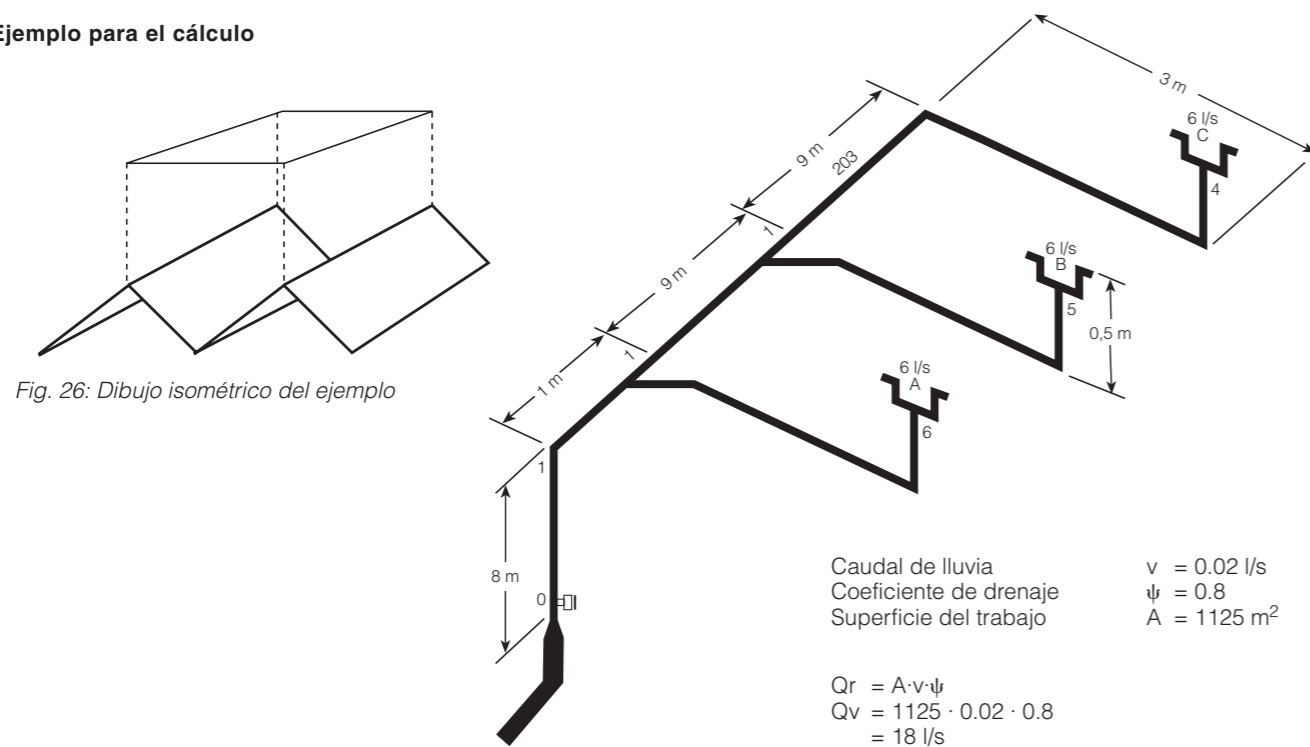 Ejemplo para el cálculo
3 m
6 l/s
C
4
9 m
203
1
6 l/s
B
5
0,5 m
9 m
1
6 l/s
A
6
1 m
1
8 m
0
Fig. 26: Dibujo isométrico del ejemplo
Caudal de lluvia v = 0.02 l/s
Coeficiente de drenaje ψ = 0.8
Superficie del trabajo A = 1125 m²
Qr = A·v·ψ
Qv = 1125 · 0.02 · 0.8
= 18 l/s